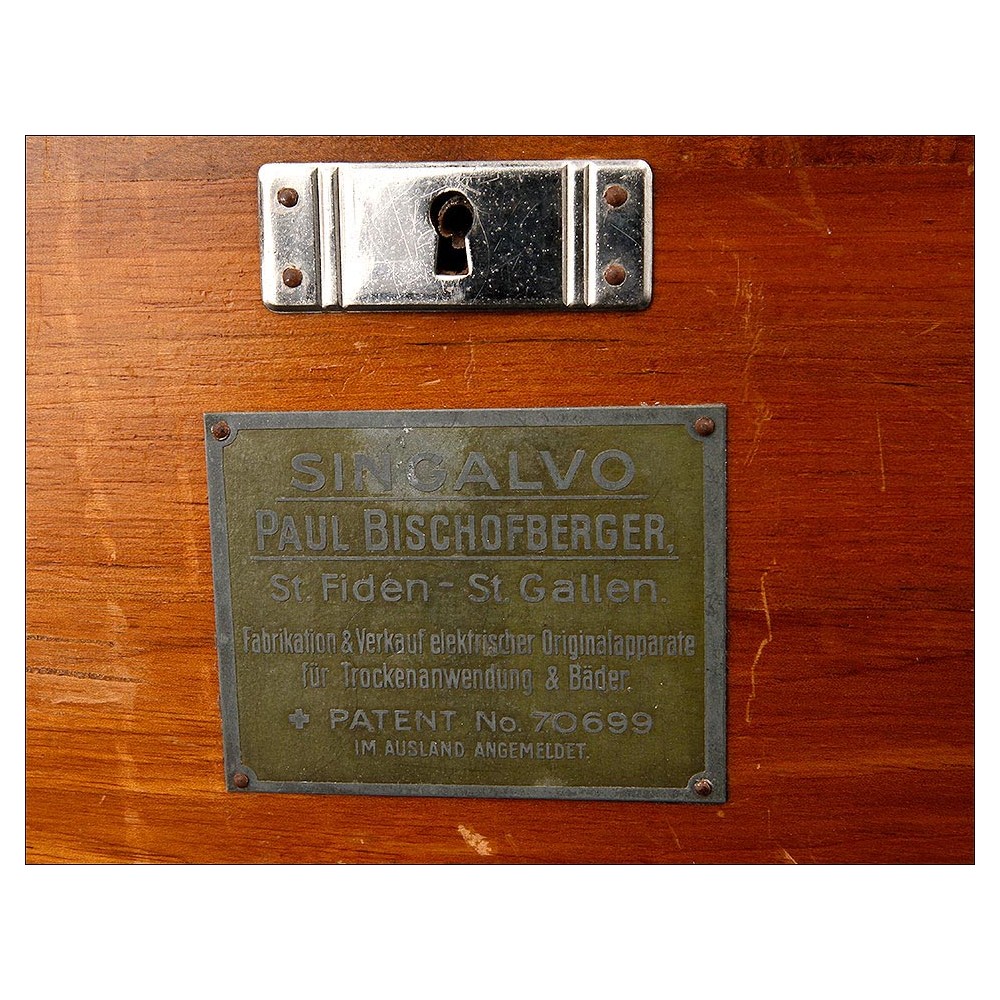 SINGALVO
PAUL BISCHOFBERGER,
St. Fiden - St. Gallen.
Fabrikation & Verkauf elektrischer Originalapparate
für Trockenanwendung & Bäder.
+ PATENT No. 70699
IM AUSLAND ANGEMELDET.